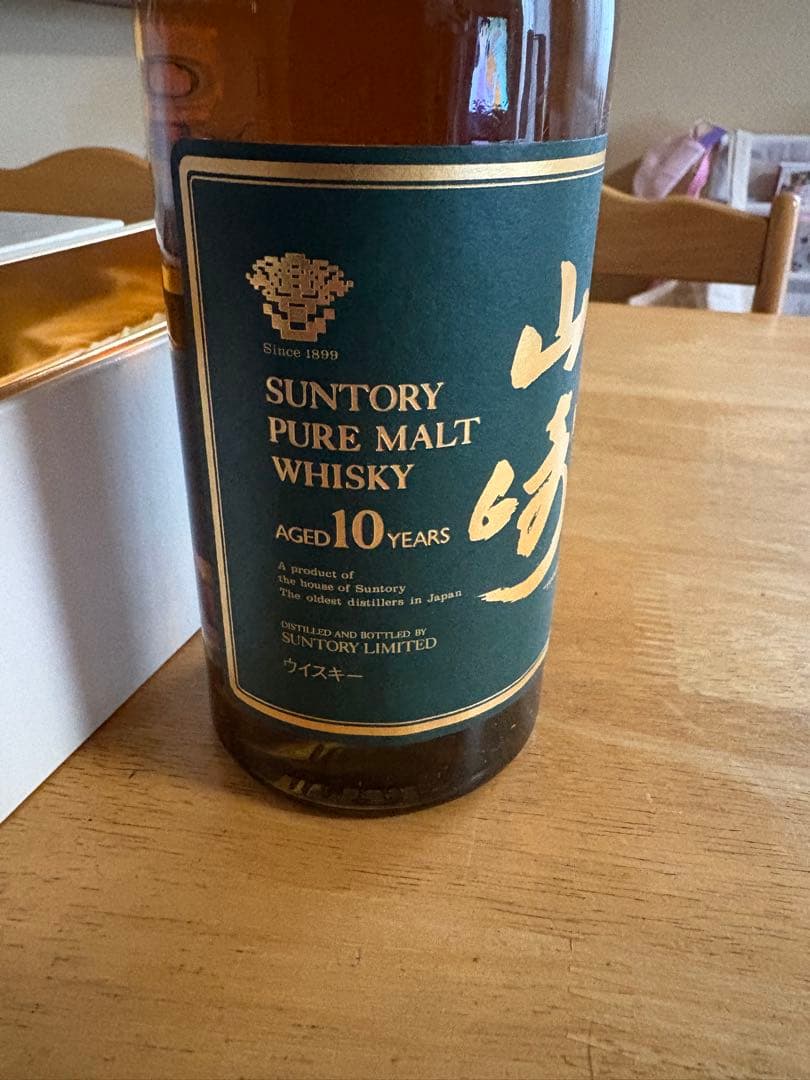 Since 1899
SUNTORY
PURE MALT
WHISKY
AGED 10 YEARS
A product of
the house of Suntory
The oldest distillers in Japan
DISTILLED AND BOTTLED BY
SUNTORY LIMITED
ウイスキー
山崎